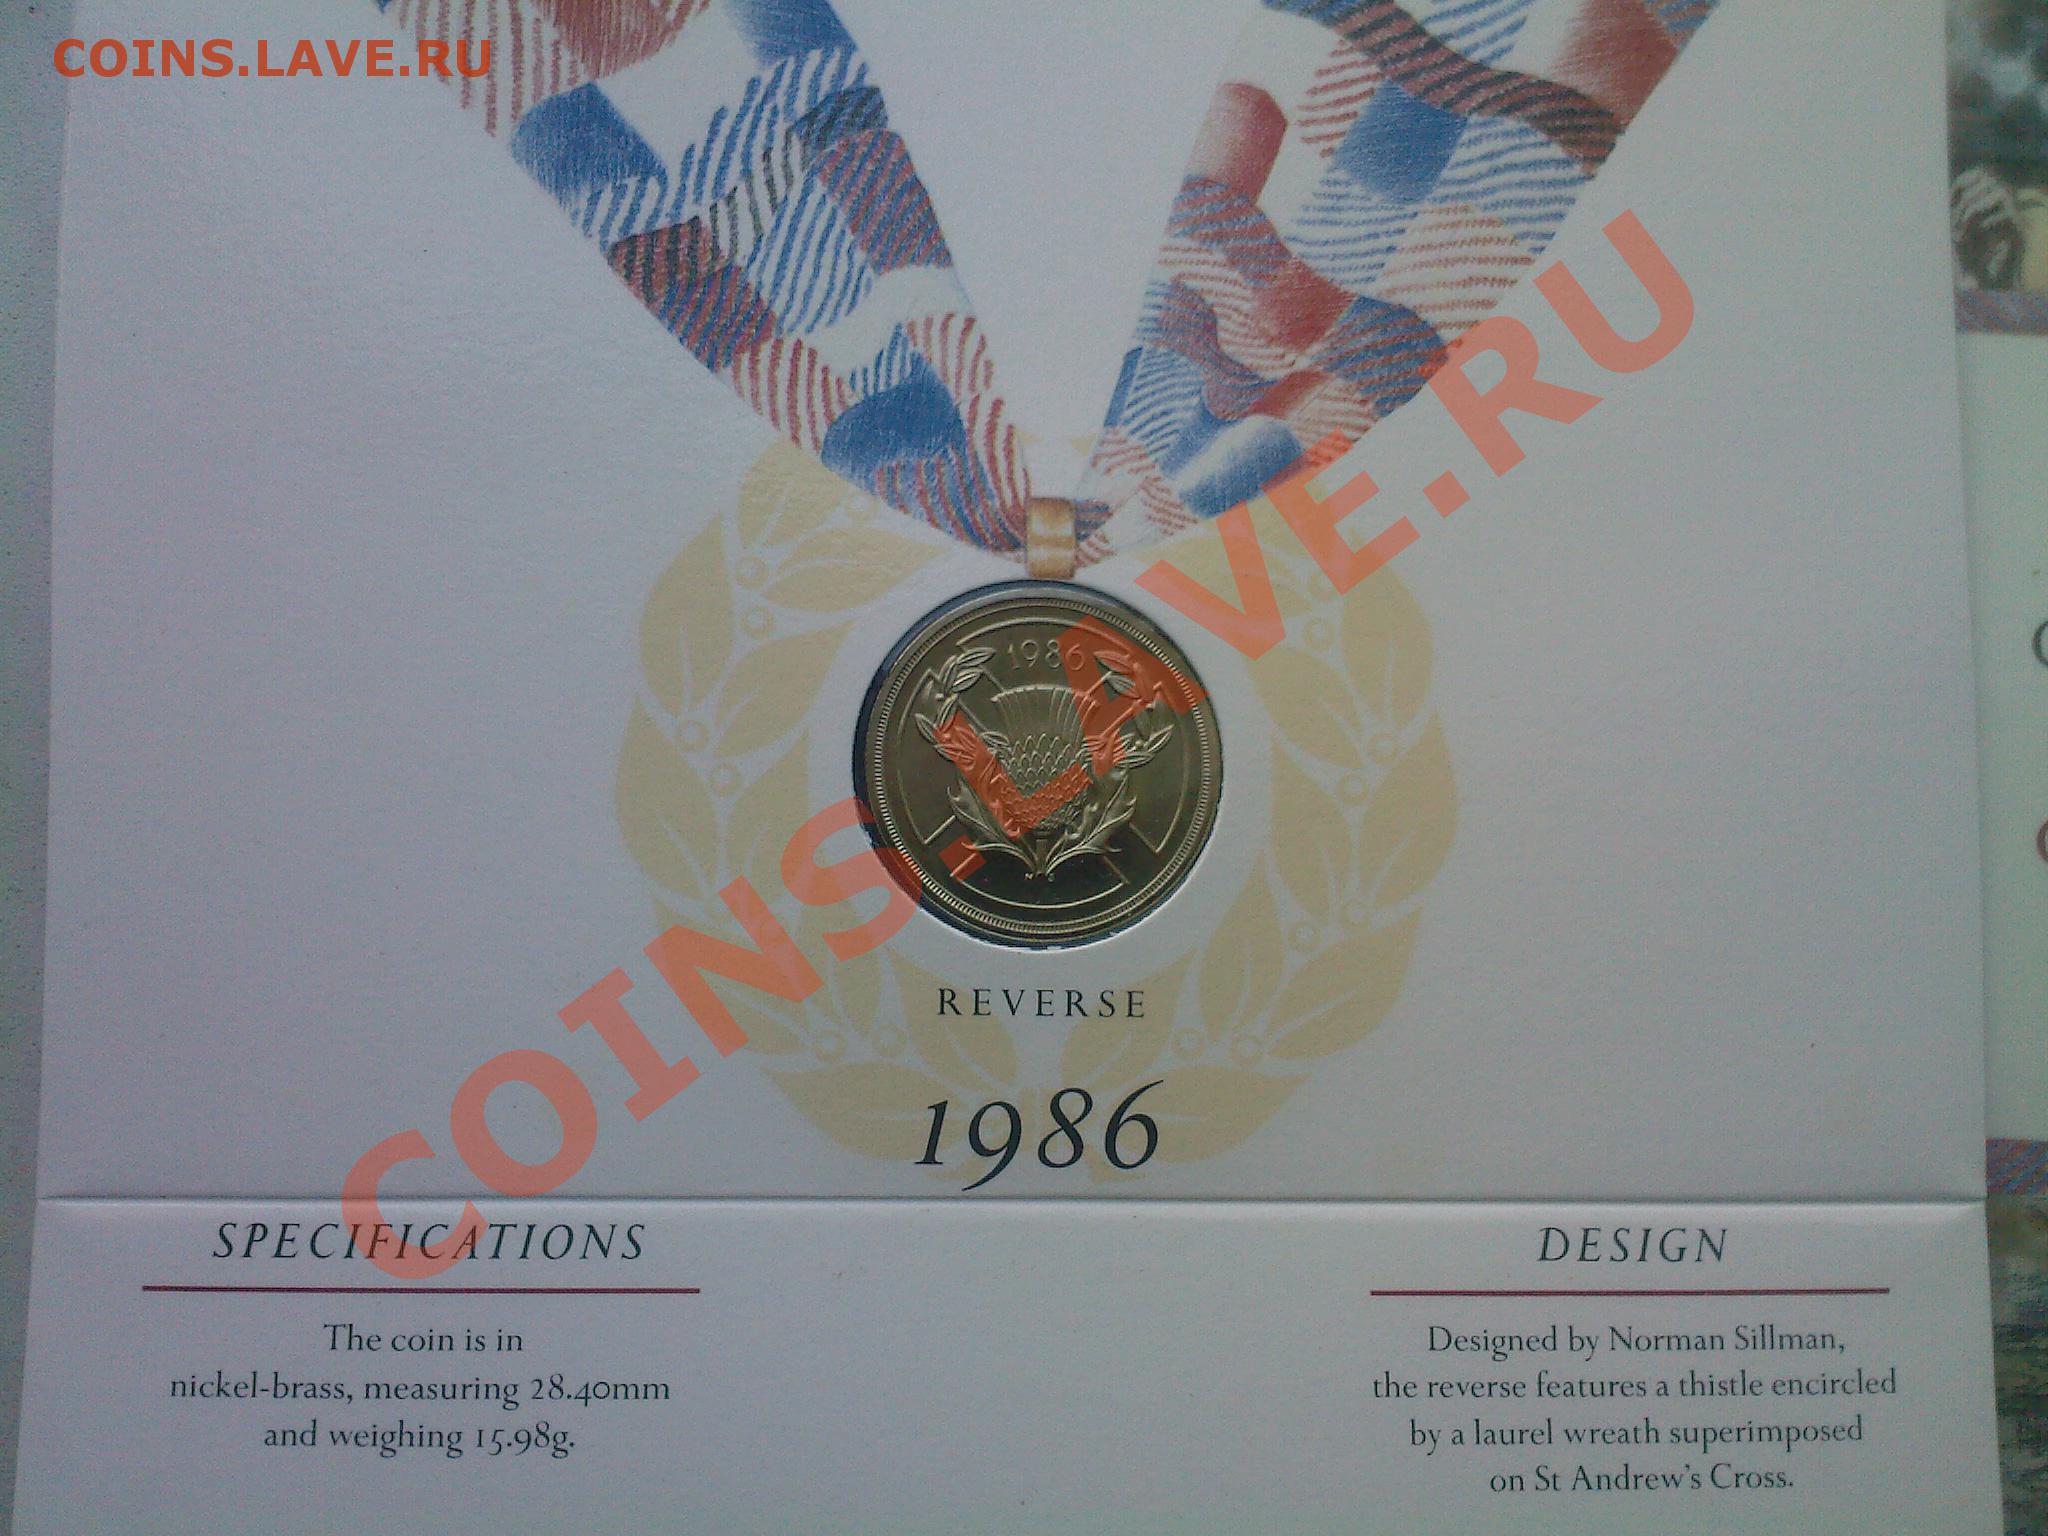 COINS.LAVE.RU
COINS.LAVE.RU
1986
N S
REVERSE
1986
SPECIFICATIONS
The coin is in
nickel-brass, measuring 28.40mm
and weighing 15.98g.
DESIGN
Designed by Norman Sillman,
the reverse features a thistle encircled
by a laurel wreath superimposed
on St Andrew's Cross.